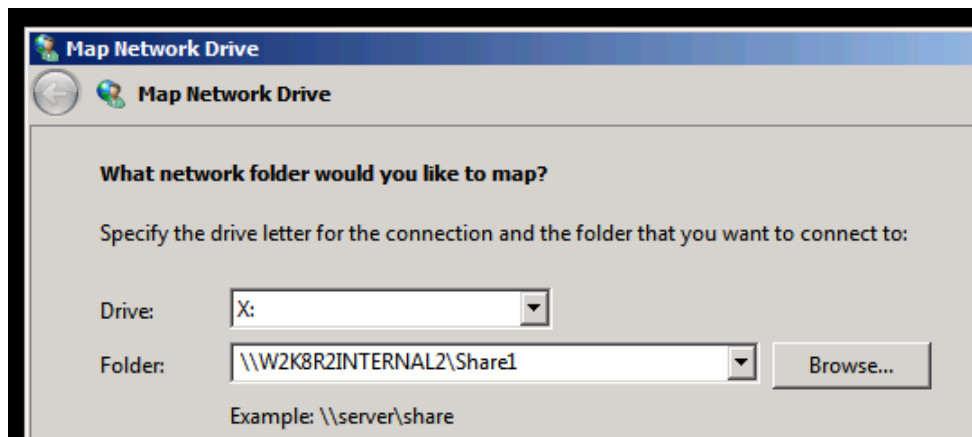 Map Network Drive
Map Network Drive
What network folder would you like to map?
Specify the drive letter for the connection and the folder that you want to connect to:
Drive: X:
Folder: \\W2K8R2INTERNAL2\Share1 Browse...
Example: \\server\share